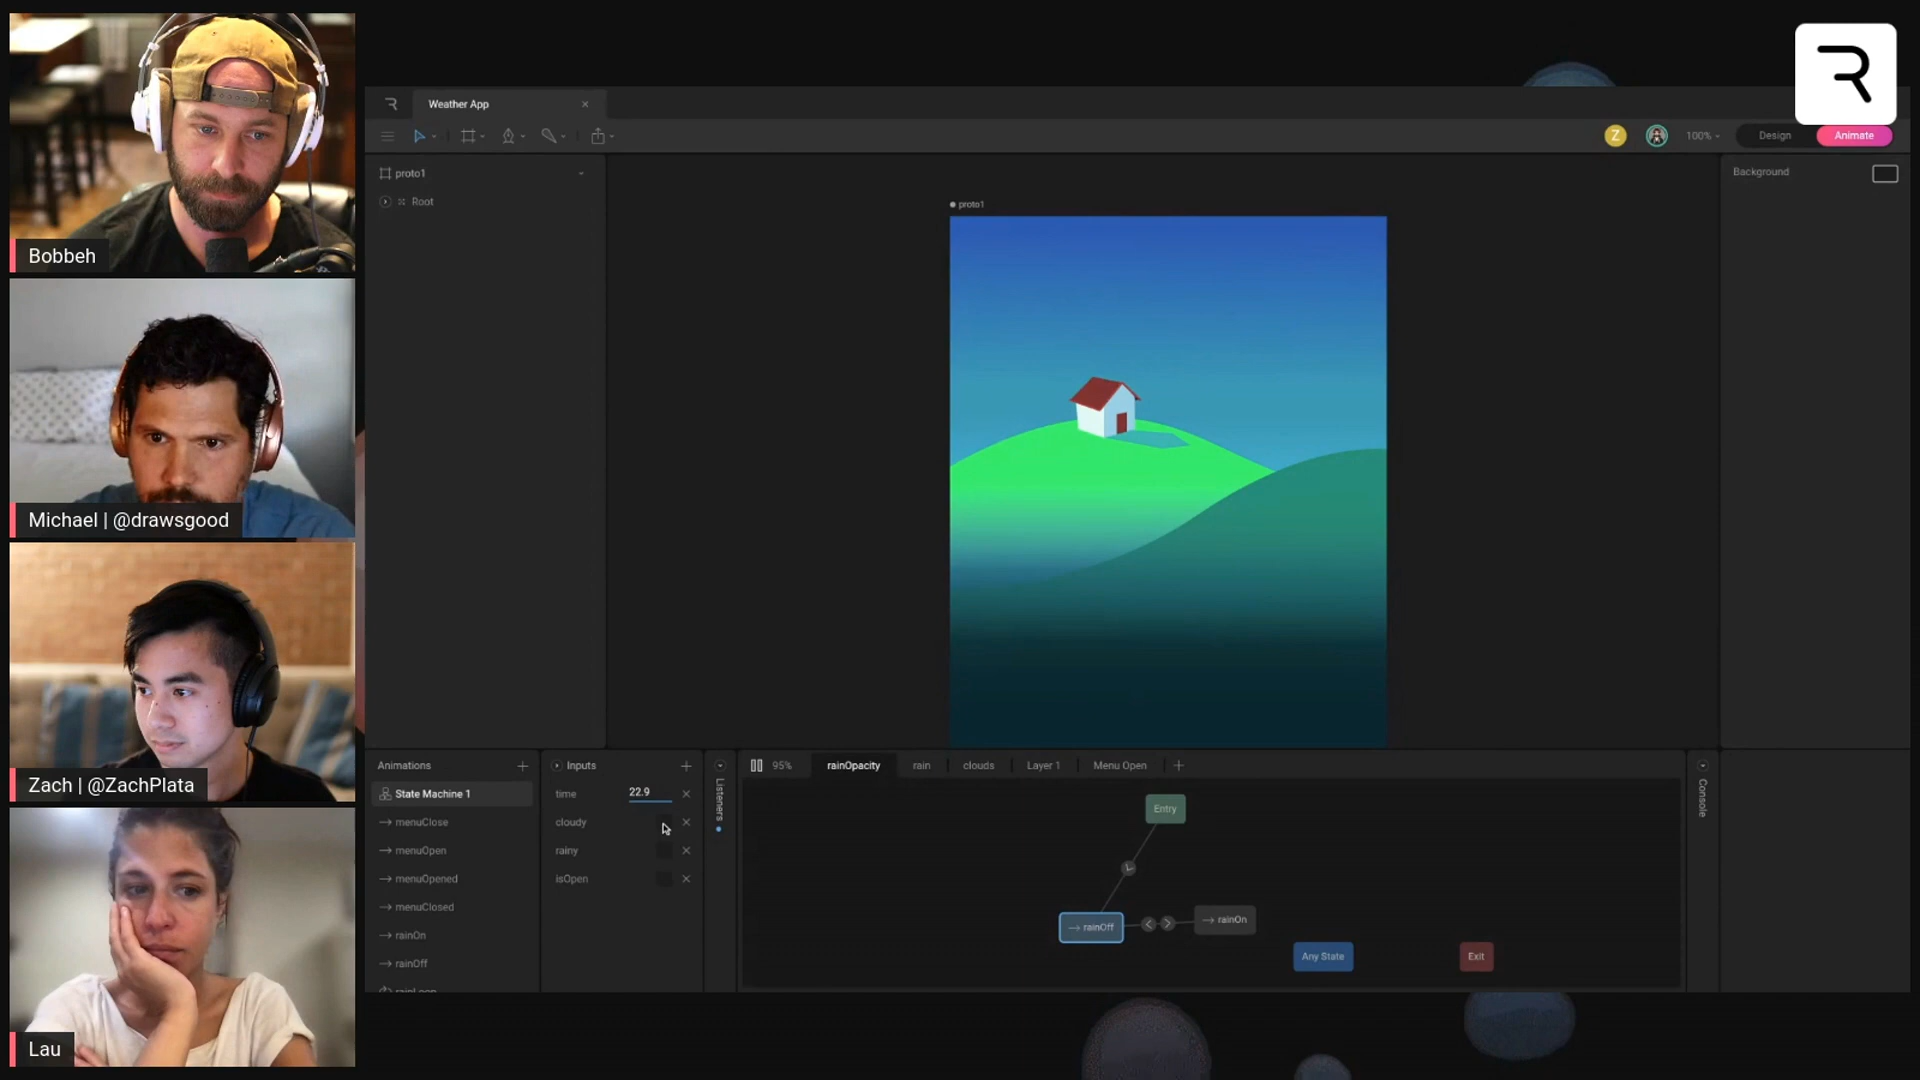 Bobbeh
Michael | @drawsgood
Zach | @ZachPlata
Lau
Weather App
Z
100%
Design
Animate
proto1
Root
proto1
Background
Animations
State Machine 1
menuClose
menuOpen
menuOpened
menuClosed
rainOn
rainOff
rainLoop
Inputs
time
22.9
cloudy
rainy
isOpen
Listeners
95%
rainOpacity
rain
clouds
Layer 1
Menu Open
Entry
rainOff
rainOn
Any State
Exit
Console